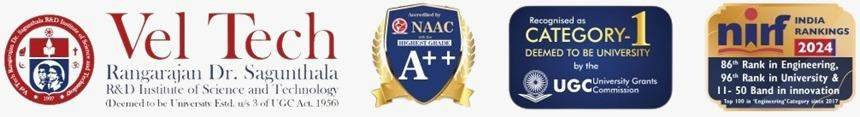 Vel Tech
Rangarajan Dr. Sagunthala
R&D Institute of Science and Technology
(Deemed to be University Estd. u/s 3 of UGC Act, 1956)
Vel Tech Rangarajan Dr. Sagunthala R&D Institute of Science and Technology
1997
Accredited by
NAAC
HIGHEST GRADE
A++
Recognised as
CATEGORY-1
DEEMED TO BE UNIVERSITY
by the
UGC University Grants
Commission
nirf INDIA
RANKINGS
2024
86th Rank in Engineering,
96th Rank in University &
11- 50 Band in innovation
Top 100 in 'Engineering' Category since 2017